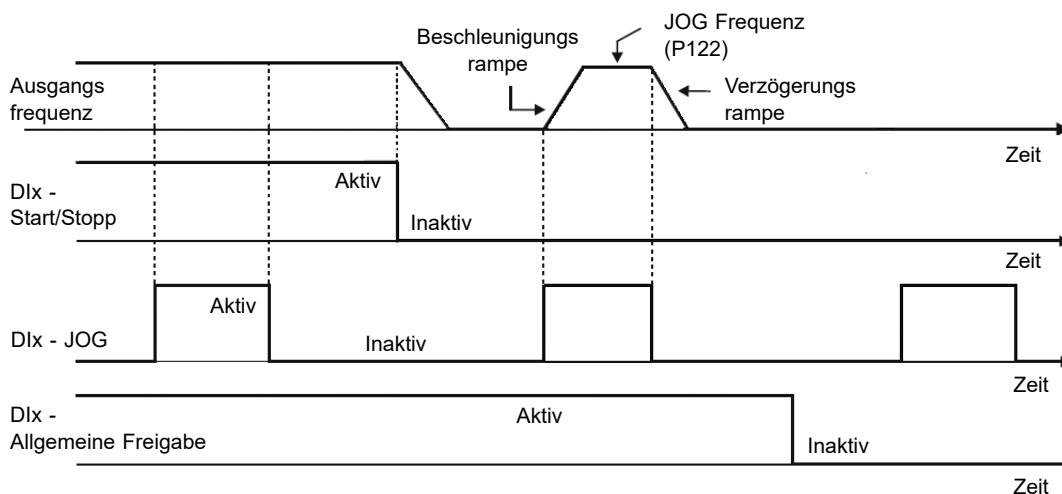 JOG Frequenz
(P122)
Beschleunigungs
rampe
Verzögerungs
rampe
Ausgangs
frequenz
Zeit
DIx -
Start/Stopp
Aktiv
Inaktiv
Zeit
DIx - JOG
Aktiv
Inaktiv
Zeit
DIx -
Allgemeine Freigabe
Aktiv
Inaktiv
Zeit